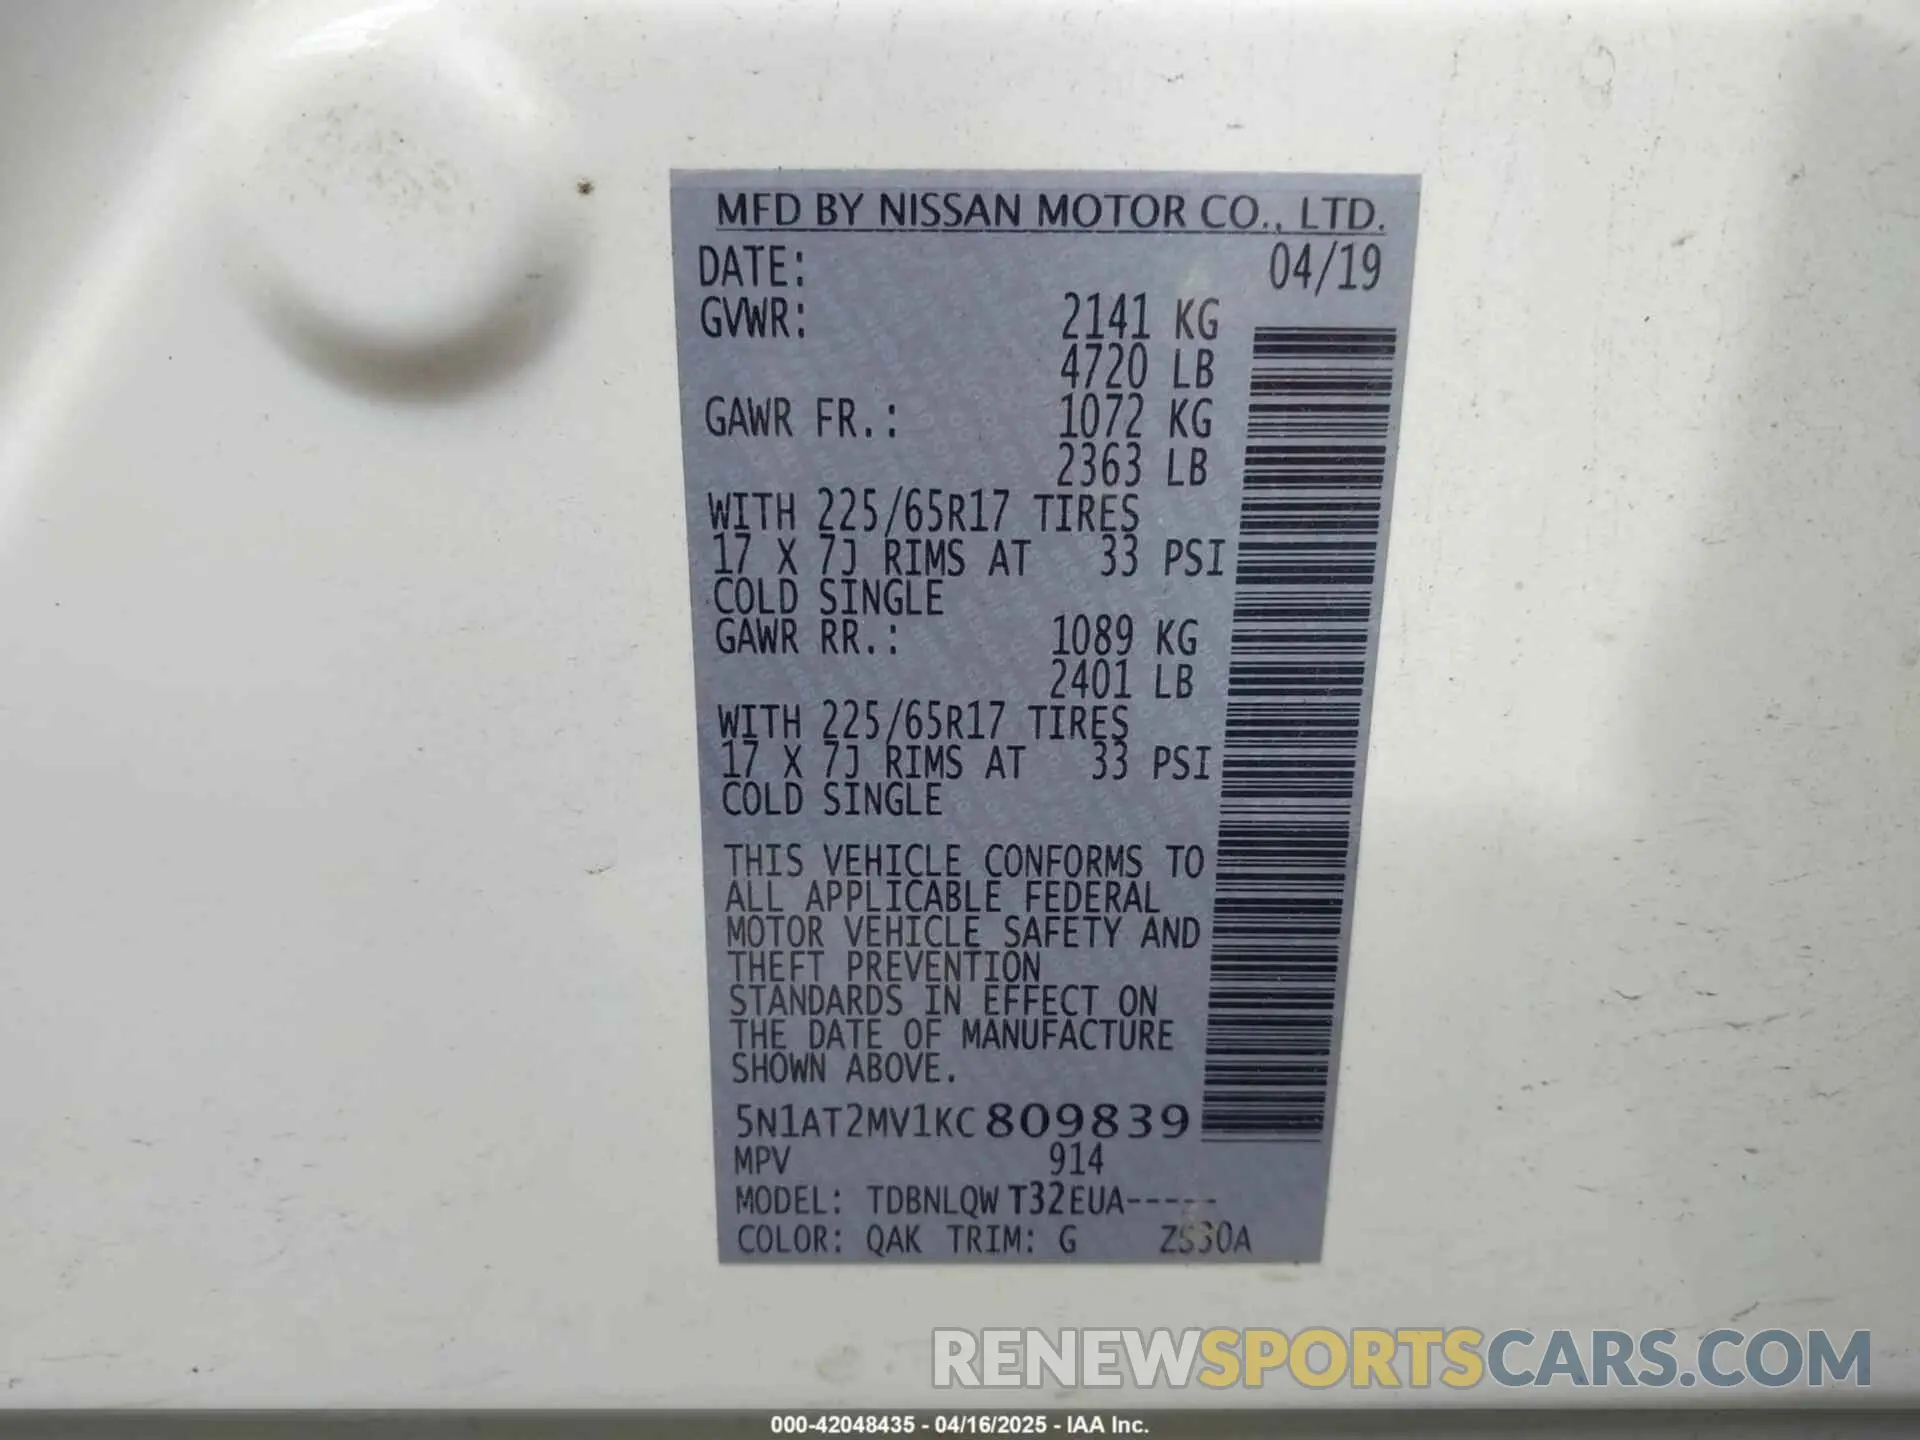 MFD BY NISSAN MOTOR CO., LTD.
DATE: 04/19
GVWR: 2141 KG
4720 LB
GAWR FR.: 1072 KG
2363 LB
WITH 225/65R17 TIRES
17 X 7J RIMS AT 33 PSI
COLD SINGLE
GAWR RR.: 1089 KG
2401 LB
WITH 225/65R17 TIRES
17 X 7J RIMS AT 33 PSI
COLD SINGLE
THIS VEHICLE CONFORMS TO
ALL APPLICABLE FEDERAL
MOTOR VEHICLE SAFETY AND
THEFT PREVENTION
STANDARDS IN EFFECT ON
THE DATE OF MANUFACTURE
SHOWN ABOVE.
5N1AT2MV1KC809839
MPV 914
MODEL: TDBNLQW T32EUA-----
COLOR: QAK TRIM: G
RENEWSPORTSCARS.COM
000-42048435 - 04/16/2025 - IAA Inc.